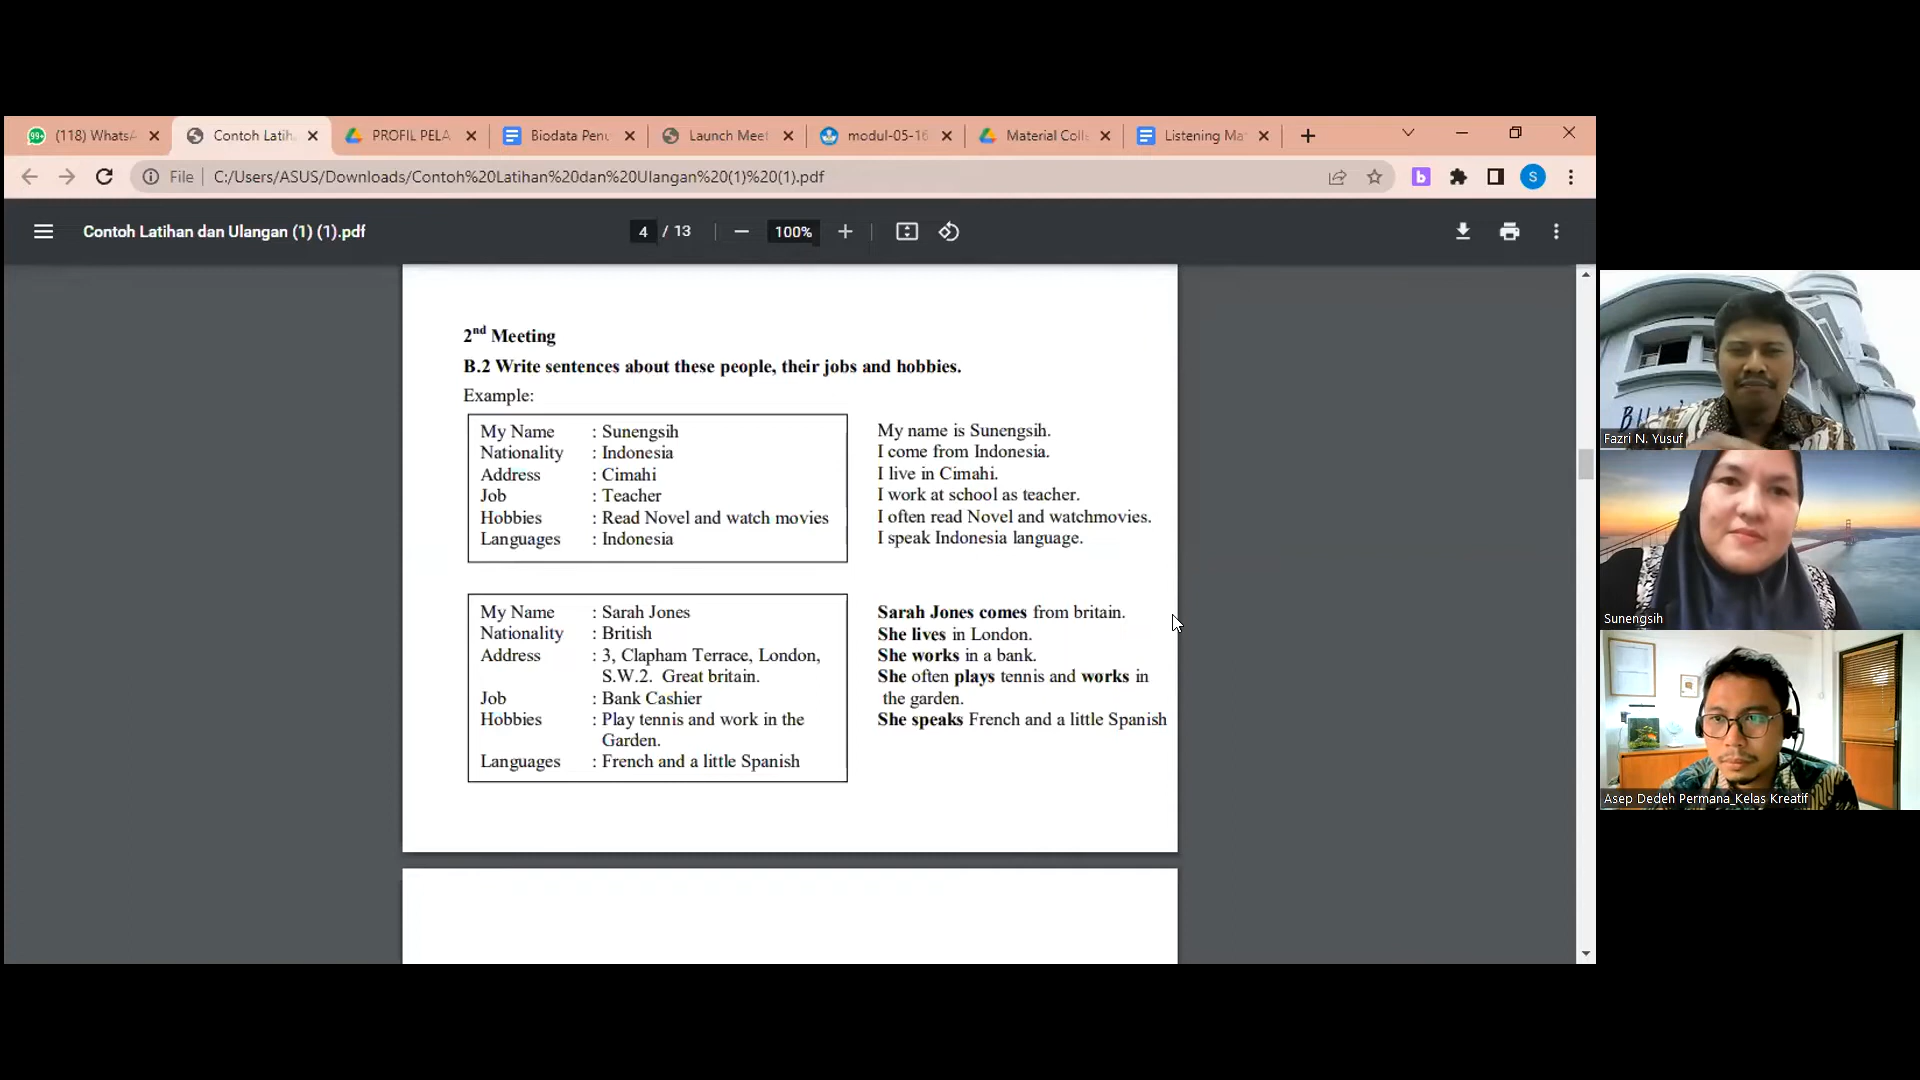 (118) Whats
Contoh Latih
PROFIL PELA
Biodata Penu
Launch Meet
modul-05-16
Material Coll
Listening Ma
File
C:/Users/ASUS/Downloads/Contoh%20Latihan%20dan%20Ulangan%20(1)%20(1).pdf
b
S
Contoh Latihan dan Ulangan (1) (1).pdf
4 / 13
100%
2nd Meeting
B.2 Write sentences about these people, their jobs and hobbies.
Example:
My Name : Sunengsih
Nationality : Indonesia
Address : Cimahi
Job : Teacher
Hobbies : Read Novel and watch movies
Languages : Indonesia
My name is Sunengsih.
I come from Indonesia.
I live in Cimahi.
I work at school as teacher.
I often read Novel and watchmovies.
I speak Indonesia language.
My Name : Sarah Jones
Nationality : British
Address : 3, Clapham Terrace, London,
S.W.2. Great britain.
Job : Bank Cashier
Hobbies : Play tennis and work in the
Garden.
Languages : French and a little Spanish
Sarah Jones comes from britain.
She lives in London.
She works in a bank.
She often plays tennis and works in
the garden.
She speaks French and a little Spanish
Fazri N. Yusuf
Sunengsih
Asep Dedeh Permana_Kelas Kreatif